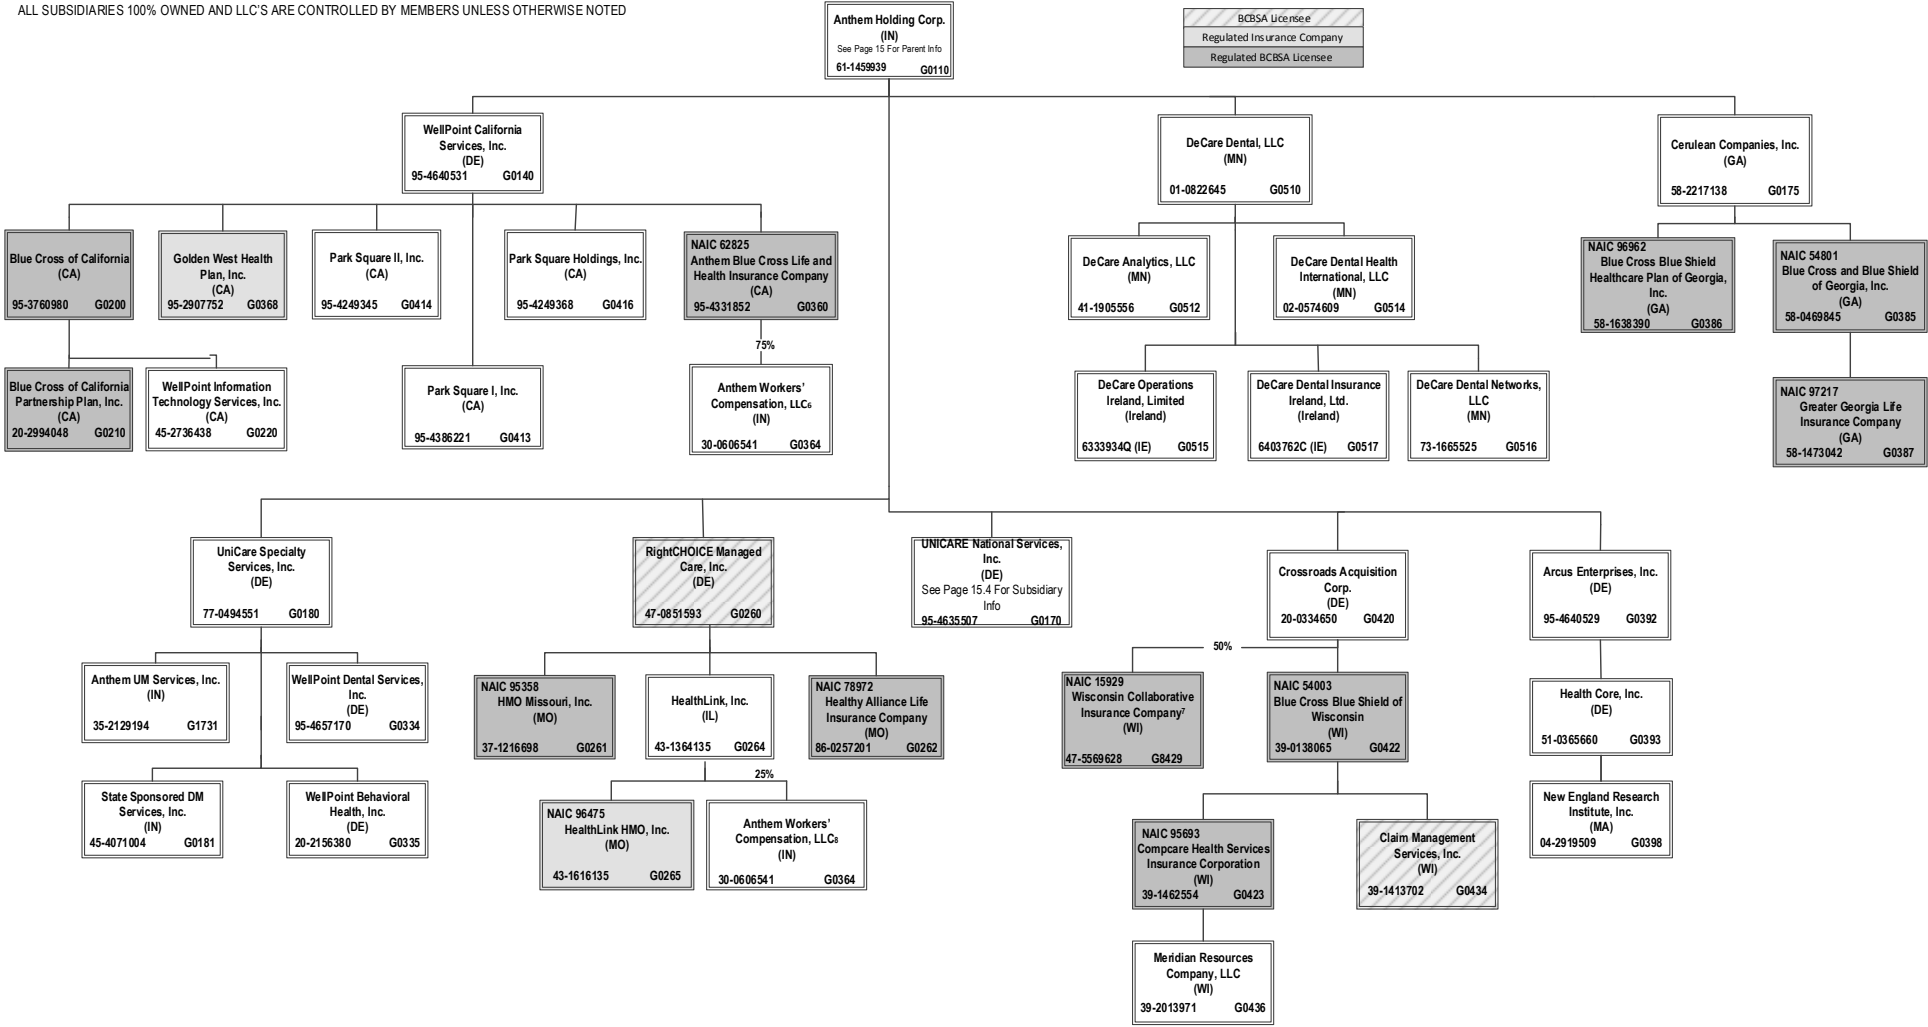 ALL SUBSIDIARIES 100% OWNED AND LLC'S ARE CONTROLLED BY MEMBERS UNLESS OTHERWISE NOTED
Anthem Holding Corp.
(IN)
See Page 15 For Parent Info
61-1459939 G0110
BCBSA Licensee
Regulated Insurance Company
Regulated BCBSA Licensee
WellPoint California
Services, Inc.
(DE)
95-4640531 G0140
DeCare Dental, LLC
(MN)
01-0822645 G0510
Cerulean Companies, Inc.
(GA)
58-2217138 G0175
Blue Cross of California
(CA)
95-3760980 G0200
Golden West Health
Plan, Inc.
(CA)
95-2907752 G0368
Park Square II, Inc.
(CA)
95-4249345 G0414
Park Square Holdings, Inc.
(CA)
95-4249368 G0416
NAIC 62825
Anthem Blue Cross Life and
Health Insurance Company
(CA)
95-4331852 G0360
DeCare Analytics, LLC
(MN)
41-1905556 G0512
DeCare Dental Health
International, LLC
(MN)
02-0574609 G0514
NAIC 96962
Blue Cross Blue Shield
Healthcare Plan of Georgia,
Inc.
(GA)
58-1638390 G0386
NAIC 54801
Blue Cross and Blue Shield
of Georgia, Inc.
(GA)
58-0469845 G0385
75%
Blue Cross of California
Partnership Plan, Inc.
(CA)
20-2994048 G0210
WellPoint Information
Technology Services, Inc.
(CA)
45-2736438 G0220
Park Square I, Inc.
(CA)
95-4386221 G0413
Anthem Workers'
Compensation, LLC6
(IN)
30-0606541 G0364
DeCare Operations
Ireland, Limited
(Ireland)
6333934Q (IE) G0515
DeCare Dental Insurance
Ireland, Ltd.
(Ireland)
6403762C (IE) G0517
DeCare Dental Networks,
LLC
(MN)
73-1665525 G0516
NAIC 97217
Greater Georgia Life
Insurance Company
(GA)
58-1473042 G0387
UniCare Specialty
Services, Inc.
(DE)
77-0494551 G0180
RightCHOICE Managed
Care, Inc.
(DE)
47-0851593 G0260
UNICARE National Services,
Inc.
(DE)
See Page 15.4 For Subsidiary
Info
95-4635507 G0170
Crossroads Acquisition
Corp.
(DE)
20-0334650 G0420
Arcus Enterprises, Inc.
(DE)
95-4640529 G0392
50%
Anthem UM Services, Inc.
(IN)
35-2129194 G1731
WellPoint Dental Services,
Inc.
(DE)
95-4657170 G0334
NAIC 95358
HMO Missouri, Inc.
(MO)
37-1216698 G0261
HealthLink, Inc.
(IL)
43-1364135 G0264
NAIC 78972
Healthy Alliance Life
Insurance Company
(MO)
86-0257201 G0262
NAIC 15929
Wisconsin Collaborative
Insurance Company7
(WI)
47-5569628 G8429
NAIC 54003
Blue Cross Blue Shield of
Wisconsin
(WI)
39-0138065 G0422
Health Core, Inc.
(DE)
51-0365660 G0393
25%
State Sponsored DM
Services, Inc.
(IN)
45-4071004 G0181
WellPoint Behavioral
Health, Inc.
(DE)
20-2156380 G0335
NAIC 96475
HealthLink HMO, Inc.
(MO)
43-1616135 G0265
Anthem Workers'
Compensation, LLC8
(IN)
30-0606541 G0364
NAIC 95693
Compcare Health Services
Insurance Corporation
(WI)
39-1462554 G0423
Claim Management
Services, Inc.
(WI)
39-1413702 G0434
New England Research
Institute, Inc.
(MA)
04-2919509 G0398
Meridian Resources
Company, LLC
(WI)
39-2013971 G0436